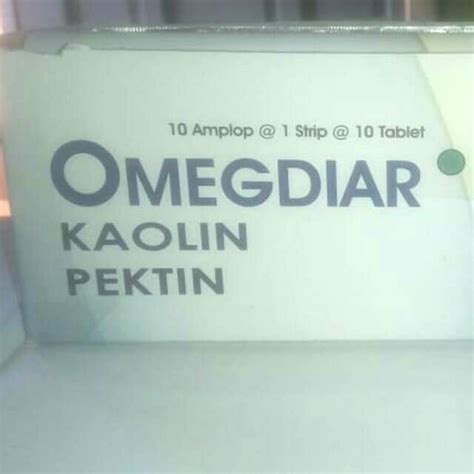 10 Amplop @ 1 Strip @ 10 Tablet
OMEGDIAR
KAOLIN
PEKTIN